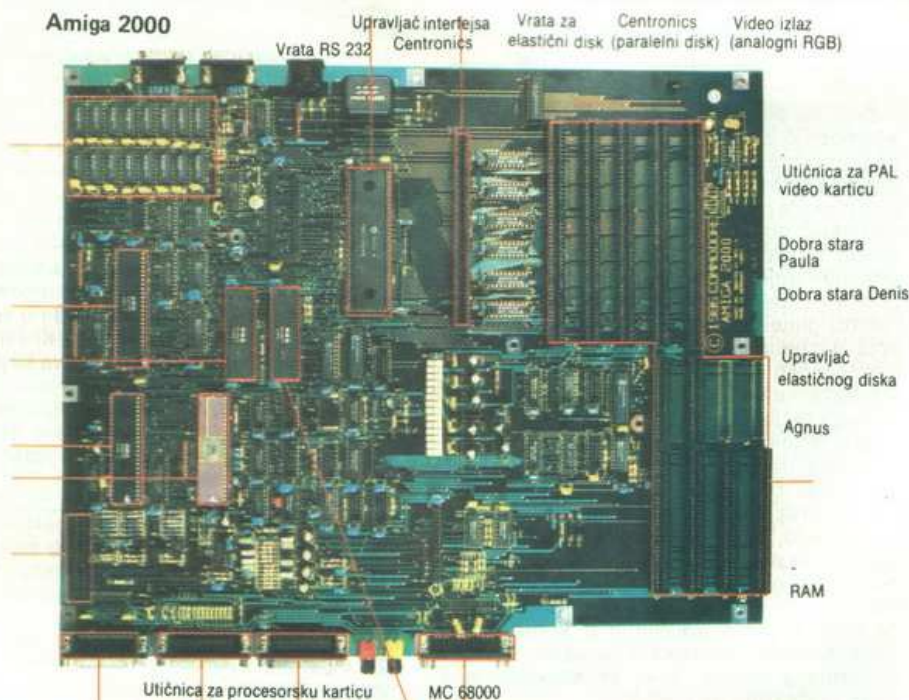 Amiga 2000
Vrata RS 232
Upravljač interfejsa
Centronics
Vrata za
elastični disk
Centronics
(paralelni disk)
Video izlaz
(analogni RGB)
Utičnica za PAL
video karticu
Dobra stara
Paula
Dobra stara Denis
Upravljač
elastičnog diska
Agnus
RAM
AMIGA 2000
Utičnica za procesorsku karticu
MC 68000